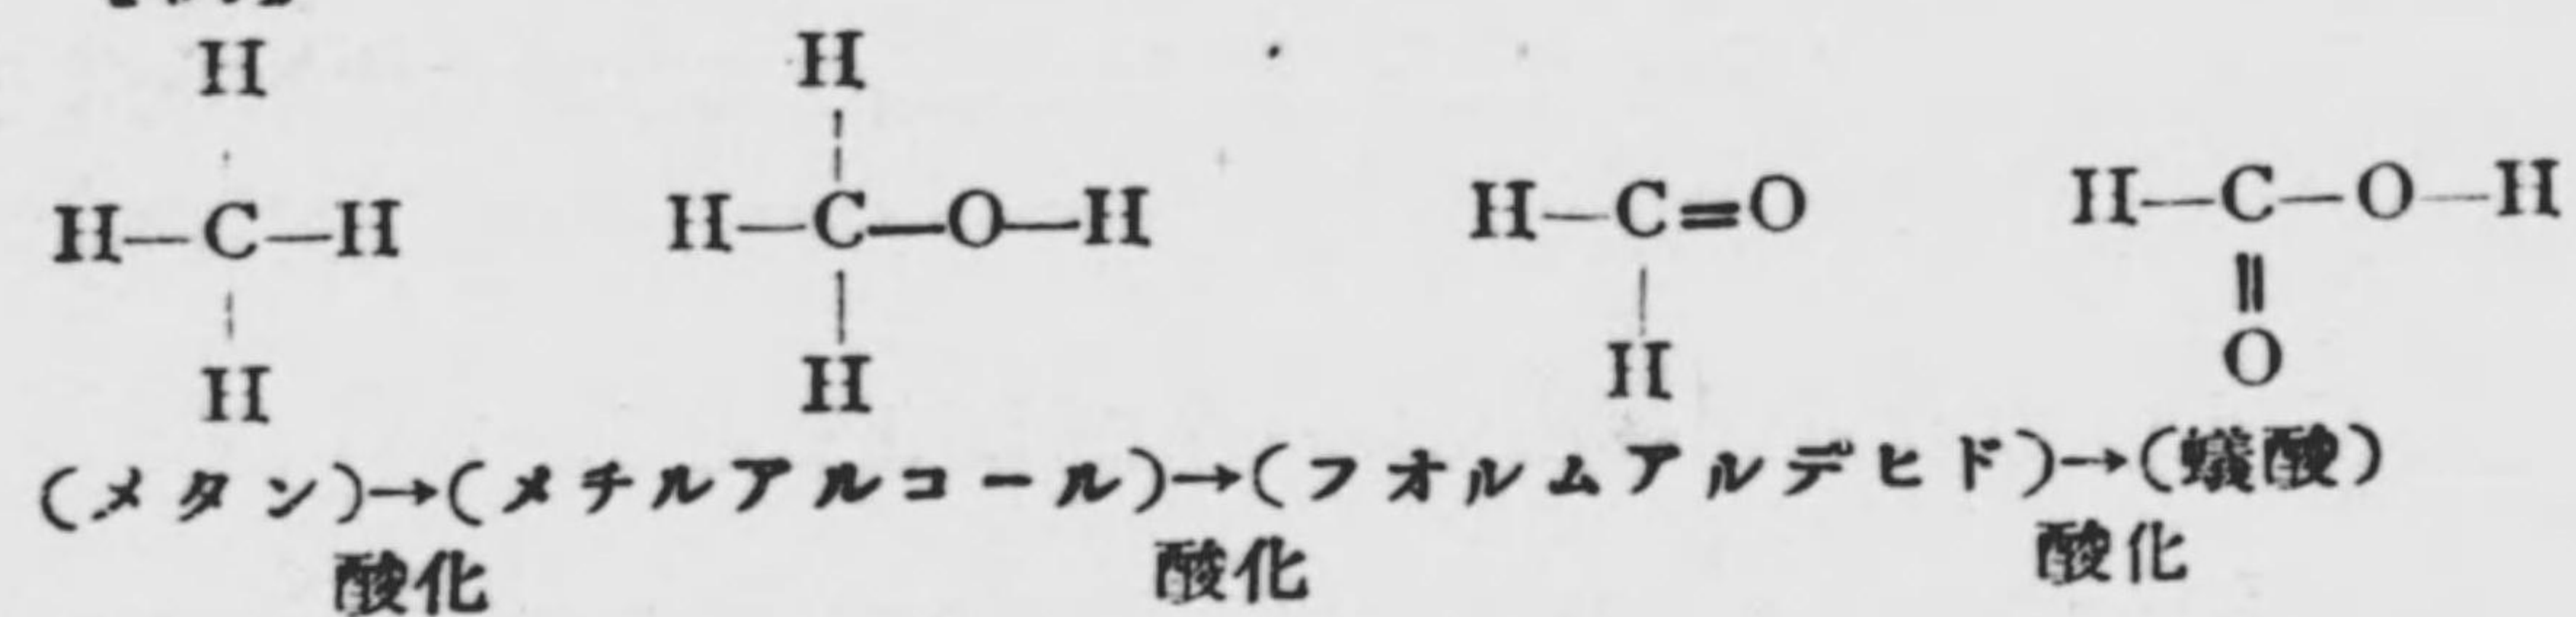 H H
H—C—H H—C—O—H H—C=O H—C—O—H
H H H O
(メタン)→(メチルアルコール)→(フオルムアルデヒド)→(蟻酸)
酸化 酸化 酸化